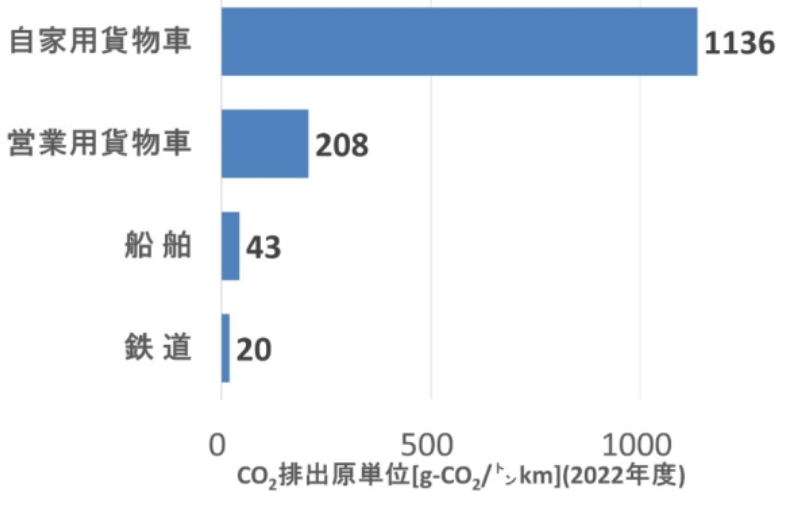 自家用貨物車 1136
営業用貨物車 208
船舶 43
鉄道 20
0 500 1000
CO₂排出原単位[g-CO₂/㌧km](2022年度)